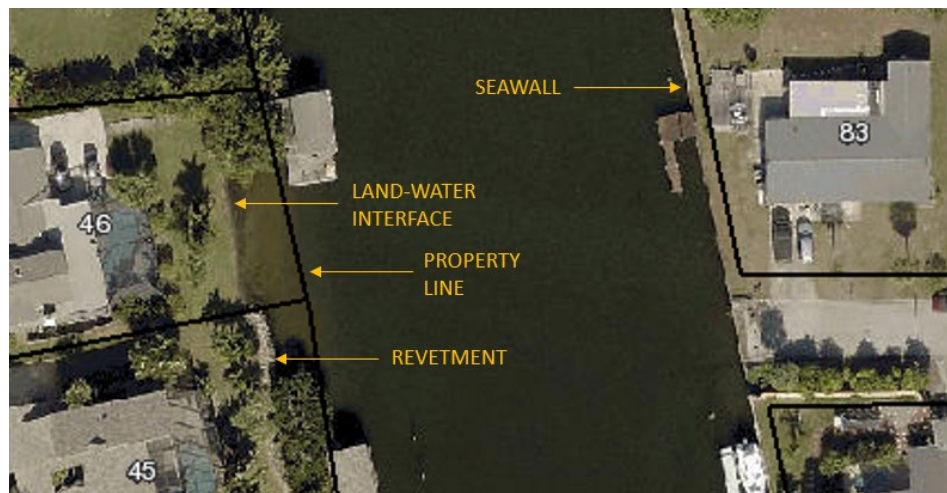 SEAWALL
83
LAND-WATER
INTERFACE
46
PROPERTY
LINE
REVETMENT
45